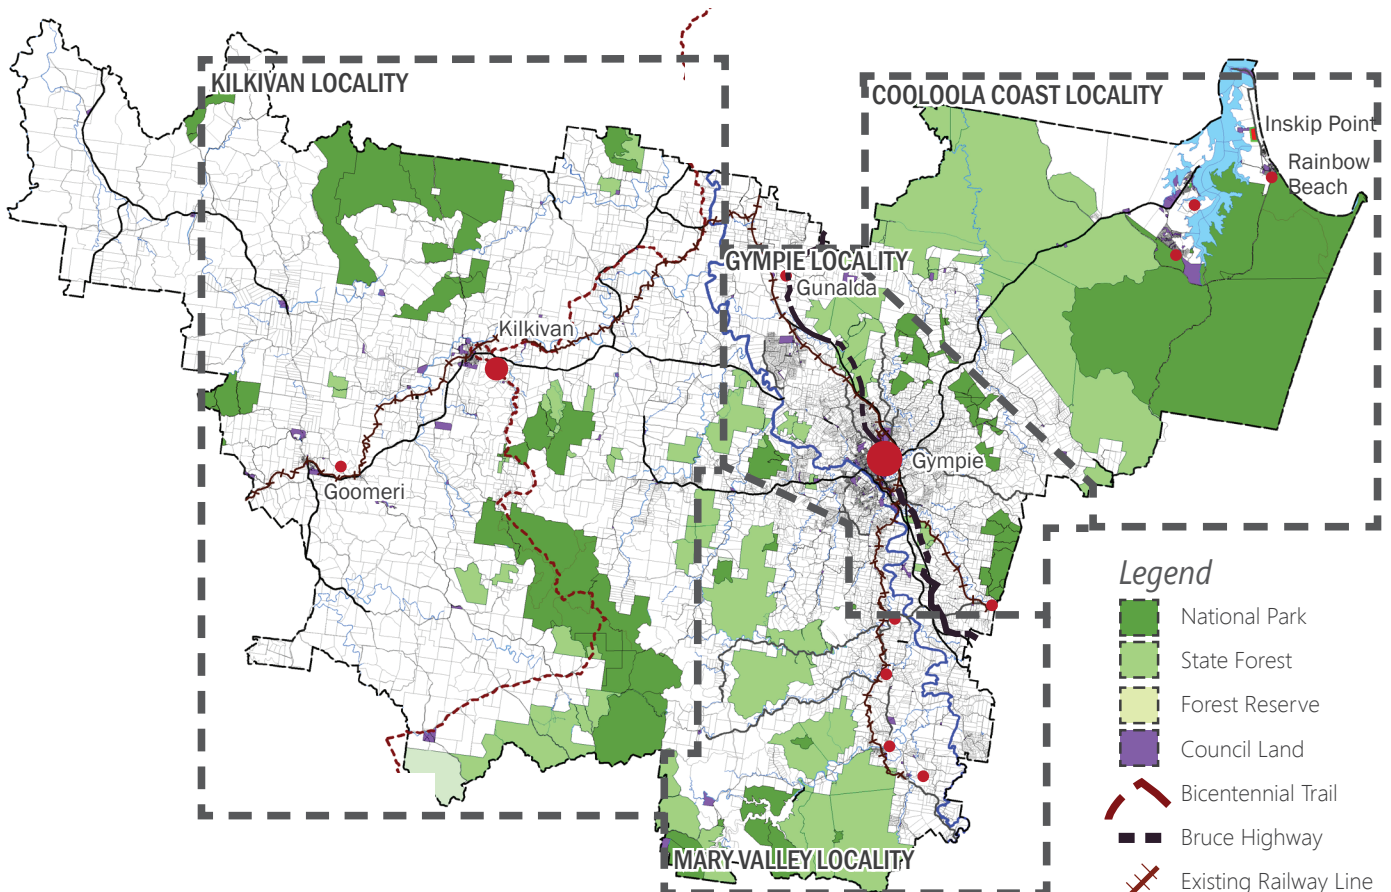 KILKIVAN LOCALITY
COOLOOLA COAST LOCALITY
Inskip Point
Rainbow
Beach
GYMPIE LOCALITY
Gunalda
Kilkivan
Gympie
Goomeri
MARY VALLEY LOCALITY
Legend
National Park
State Forest
Forest Reserve
Council Land
Bicentennial Trail
Bruce Highway
Existing Railway Line